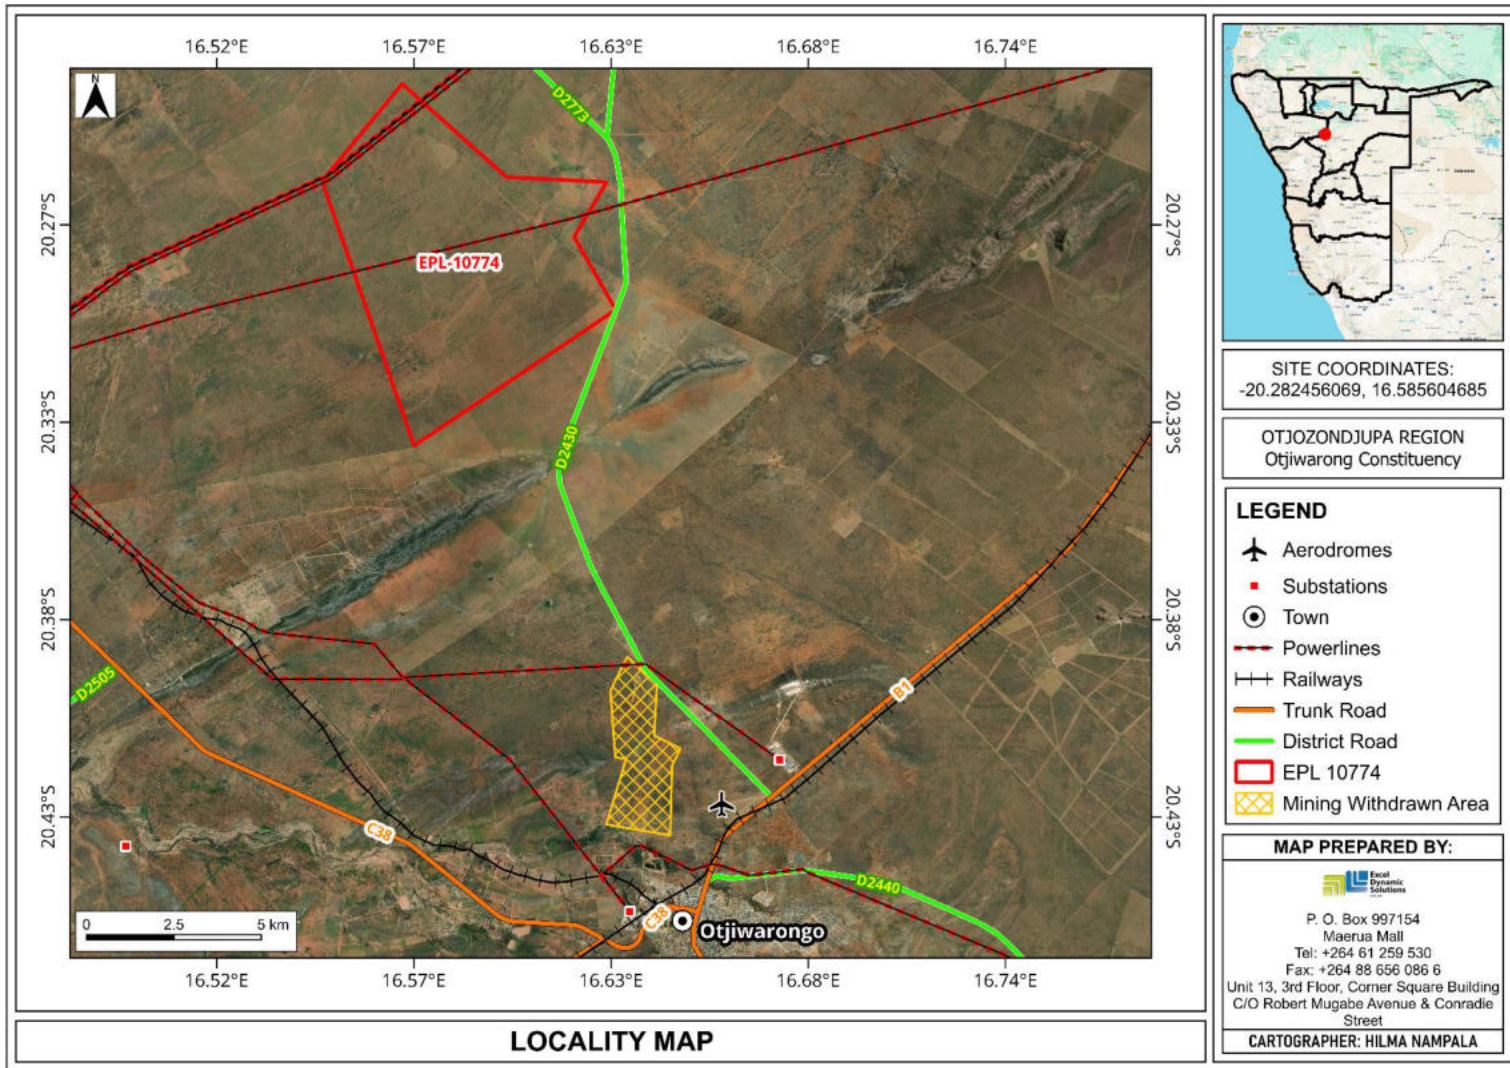 16.52°E 16.57°E 16.63°E 16.68°E 16.74°E
N
D2773
20.27°S 20.27°S
EPL-10774
20.33°S 20.33°S
D2430
20.38°S 20.38°S
D2505
B1
20.43°S 20.43°S
C38
D2440
C38
Otjiwarongo
0 2.5 5 km
16.52°E 16.57°E 16.63°E 16.68°E 16.74°E
LOCALITY MAP
SITE COORDINATES:
-20.282456069, 16.585604685
OTJOZONDJUPA REGION
Otjiwarong Constituency
LEGEND
Aerodromes
Substations
Town
Powerlines
Railways
Trunk Road
District Road
EPL 10774
Mining Withdrawn Area
MAP PREPARED BY:
Excel
Dynamic
Solutions
P. O. Box 997154
Maerua Mall
Tel: +264 61 259 530
Fax: +264 88 656 086 6
Unit 13, 3rd Floor, Corner Square Building
C/O Robert Mugabe Avenue & Conradie
Street
CARTOGRAPHER: HILMA NAMPALA